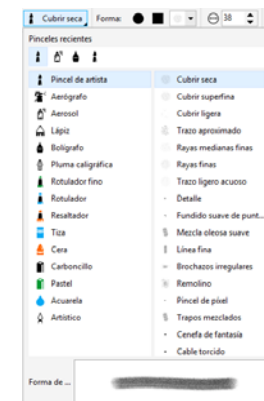 Cubrir seca Forma: 38
Pinceles recientes
Pincel de artista Cubrir seca
Aerógrafo Cubrir superfina
Aerosol Cubrir ligera
Lápiz Trazo aproximado
Bolígrafo Rayas medianas finas
Pluma caligráfica Rayas finas
Rotulador fino Trazo ligero acuoso
Rotulador Detalle
Resaltador Fundido suave de punt...
Tiza Mezcla oleosa suave
Cera Línea fina
Carboncillo Brochazos irregulares
Pastel Remolino
Acuarela Pincel de píxel
Artístico Trapos mezclados
Cenefa de fantasía
Cable torcido
Forma de ...